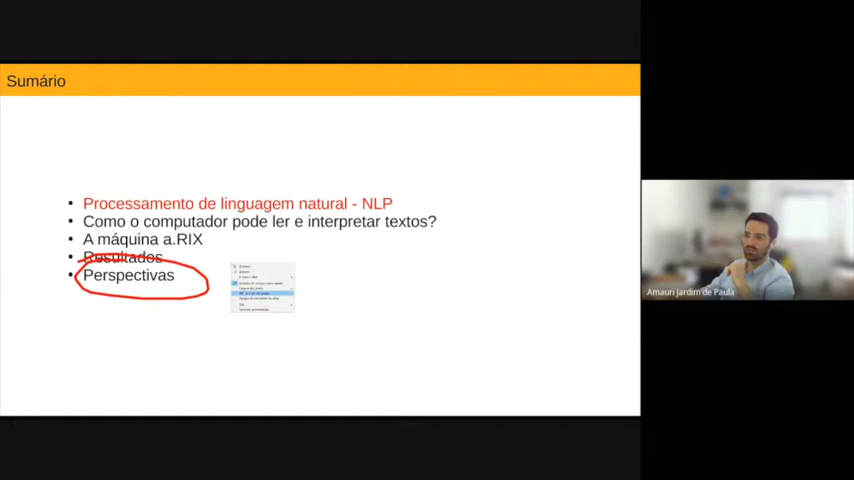 Sumário
• Processamento de linguagem natural - NLP
• Como o computador pode ler e interpretar textos?
• A máquina a.RIX
• Resultados
• Perspectivas
Amauri Jardim de Paula